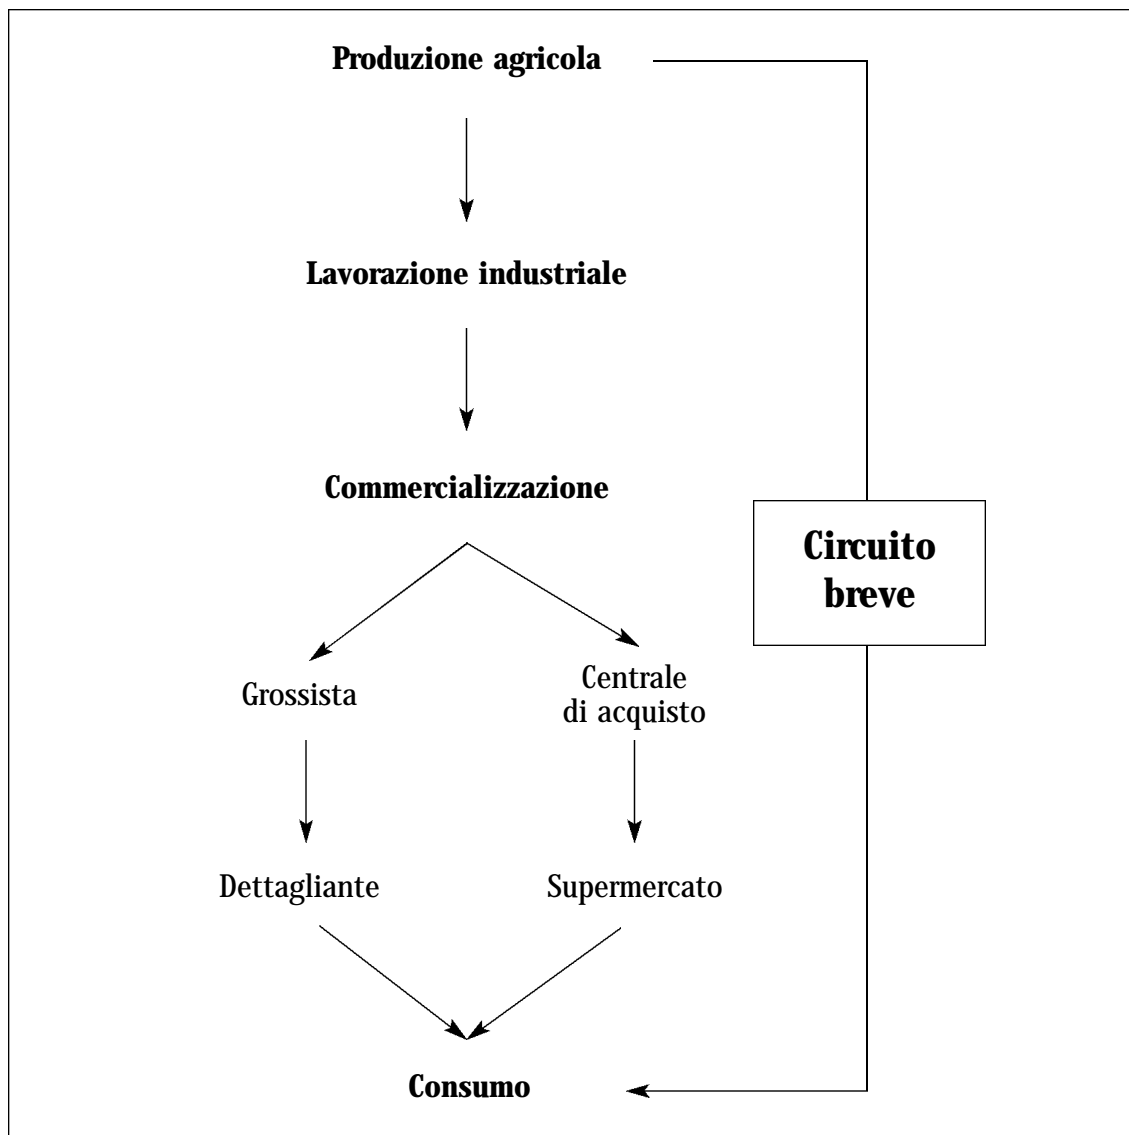 Produzione agricola
Lavorazione industriale
Commercializzazione
Circuito
breve
Grossista
Centrale
di acquisto
Dettagliante
Supermercato
Consumo